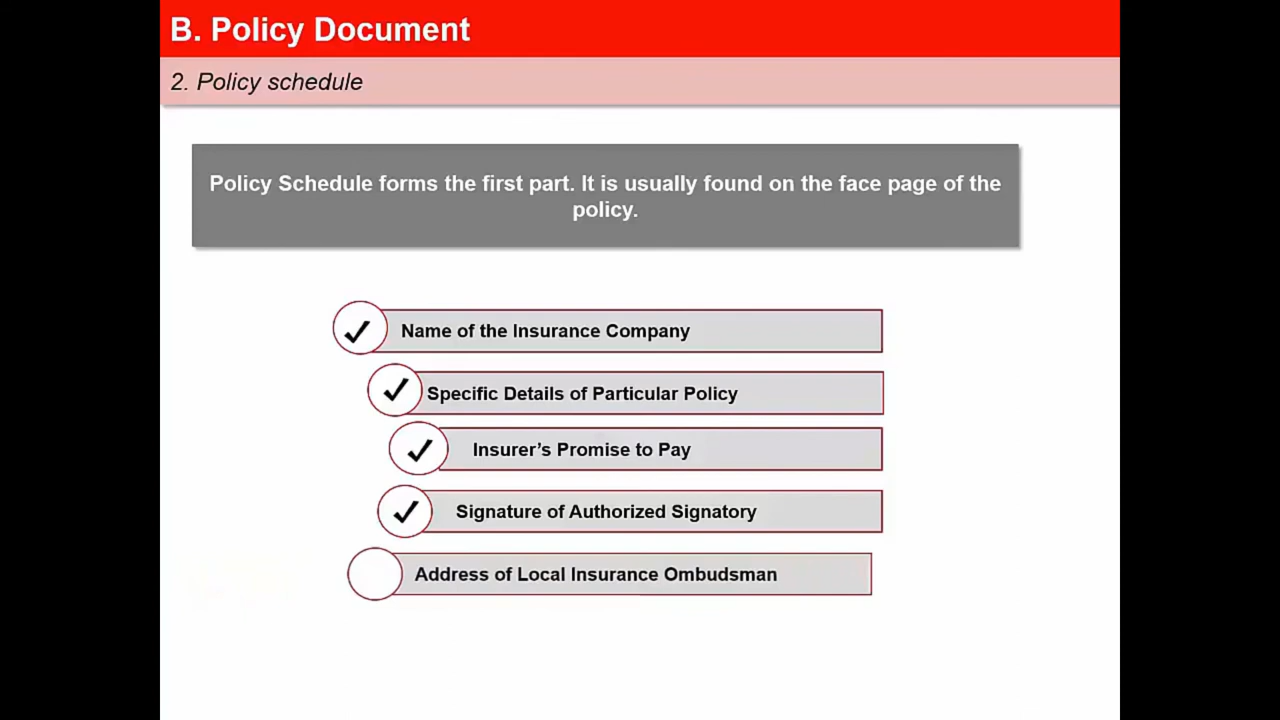 B. Policy Document
2. Policy schedule
Policy Schedule forms the first part. It is usually found on the face page of the
policy.
Name of the Insurance Company
Specific Details of Particular Policy
Insurer’s Promise to Pay
Signature of Authorized Signatory
Address of Local Insurance Ombudsman